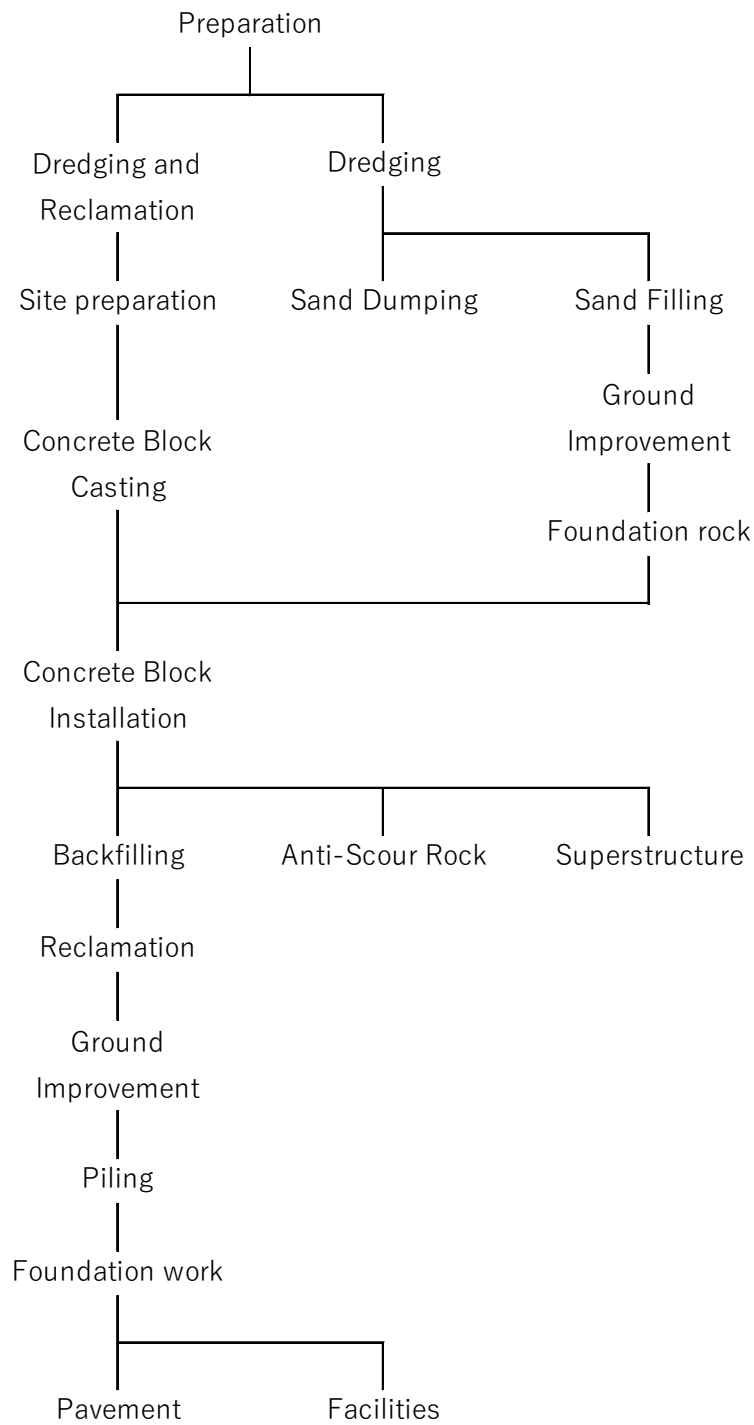 Preparation
Dredging and
Reclamation
Dredging
Site preparation
Sand Dumping
Sand Filling
Ground
Improvement
Concrete Block
Casting
Foundation rock
Concrete Block
Installation
Backfilling
Anti-Scour Rock
Superstructure
Reclamation
Ground
Improvement
Piling
Foundation work
Pavement
Facilities